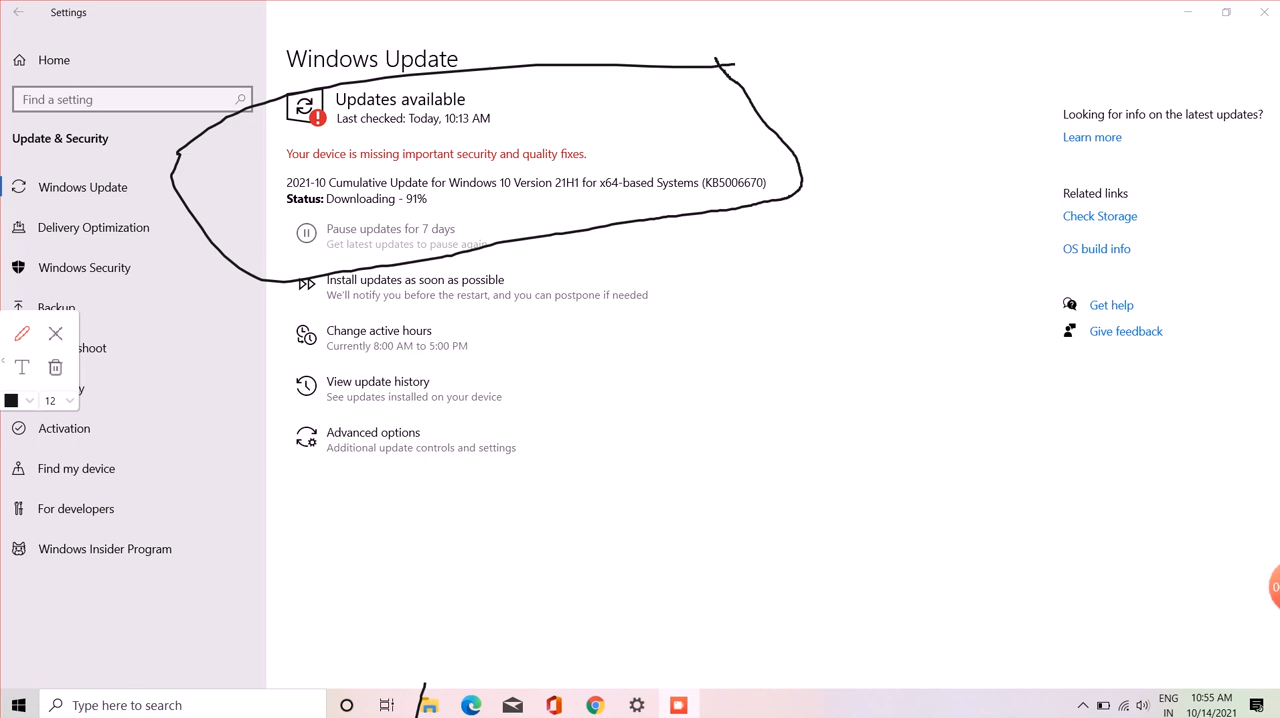 Settings
Home
Find a setting
Update & Security
Windows Update
Delivery Optimization
Windows Security
Backup
Activation
Find my device
For developers
Windows Insider Program
Windows Update
Updates available
Last checked: Today, 10:13 AM
Your device is missing important security and quality fixes.
2021-10 Cumulative Update for Windows 10 Version 21H1 for x64-based Systems (KB5006670)
Status: Downloading - 91%
Pause updates for 7 days
Get latest updates to pause again
Install updates as soon as possible
We'll notify you before the restart, and you can postpone if needed
Change active hours
Currently 8:00 AM to 5:00 PM
View update history
See updates installed on your device
Advanced options
Additional update controls and settings
Looking for info on the latest updates?
Learn more
Related links
Check Storage
OS build info
Get help
Give feedback
T
12
Type here to search
ENG
IN
10:55 AM
10/14/2021